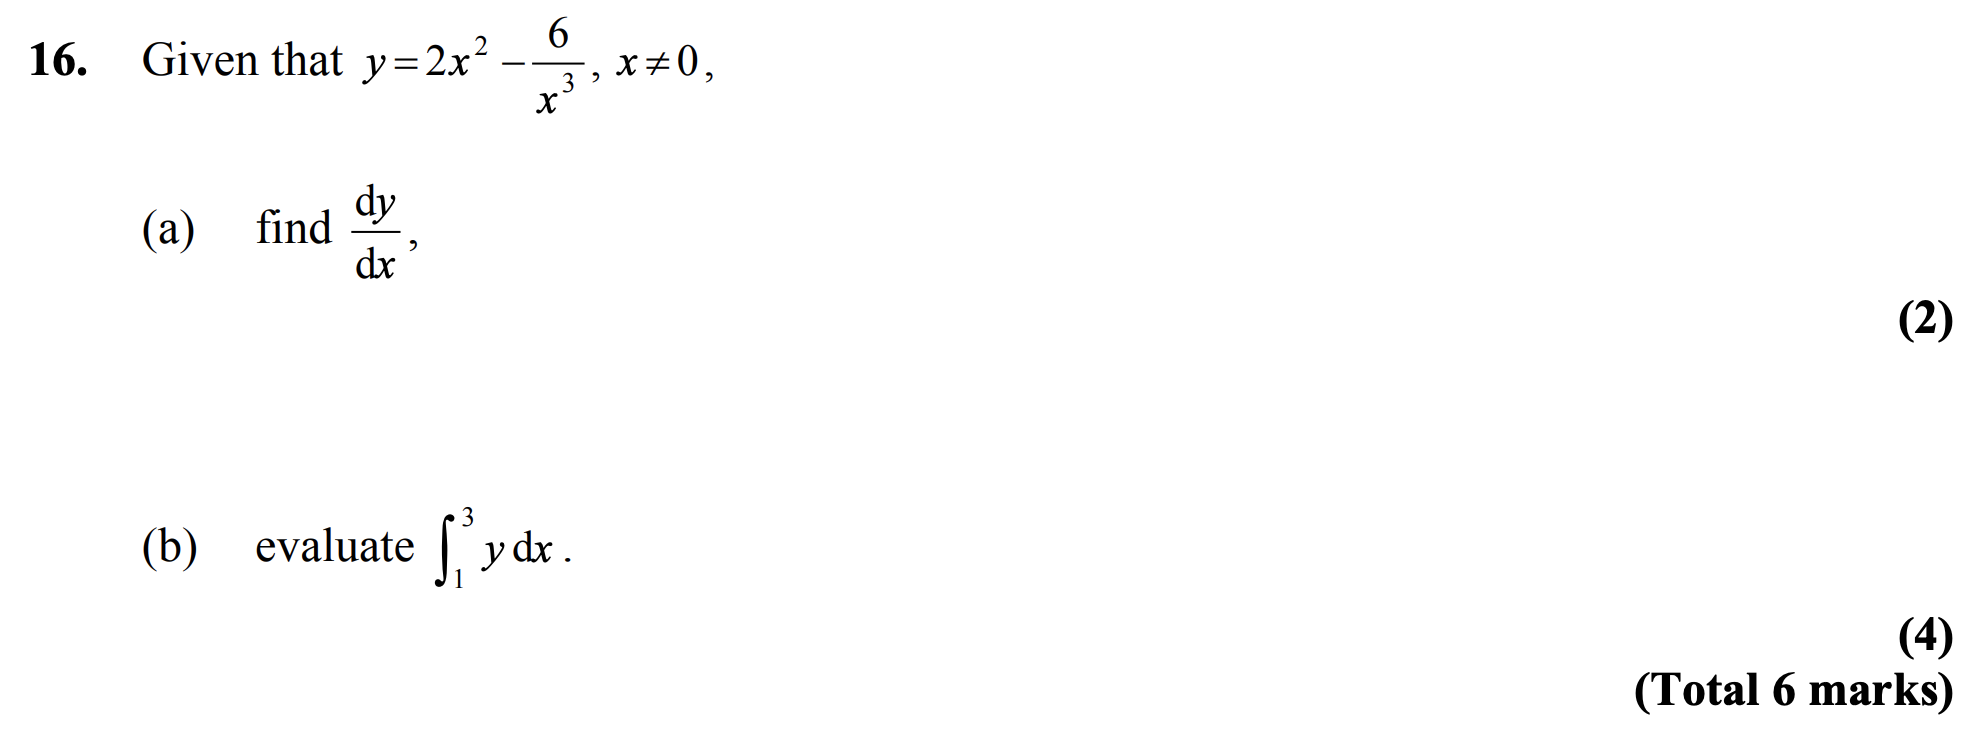 16. Given that $y = 2x^2 - \frac{6}{x^3}$, $x \neq 0$,
(a) find $\frac{dy}{dx}$,
(2)
(b) evaluate $\int_1^3 y \, dx$.
(4)
(Total 6 marks)